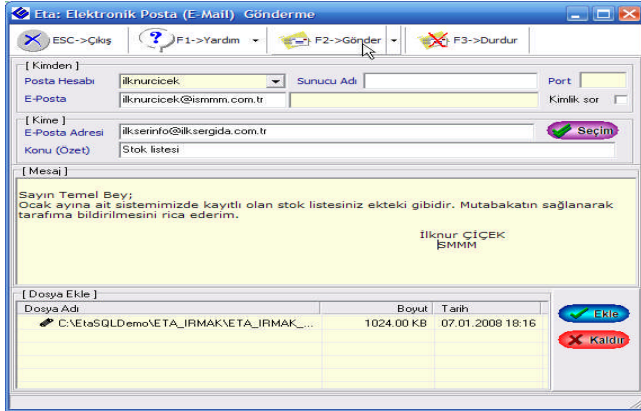 Eta: Elektronik Posta (E-Mail) Gönderme
ESC->Çıkış F1->Yardım F2->Gönder F3->Durdur
[ Kimden ]
Posta Hesabı ilknurcicek Sunucu Adı Port
E-Posta ilknurcicek@ismmm.com.tr Kimlik sor
[ Kime ]
E-Posta Adresi ilkserinfo@ilksergida.com.tr Seçim
Konu (Özet) Stok listesi
[ Mesaj ]
Sayın Temel Bey;
Ocak ayına ait sistemimizde kayıtlı olan stok listesiniz ekteki gibidir. Mutabakatın sağlanarak
tarafıma bildirilmesini rica ederim.
İlknur ÇİÇEK
SMMM
[ Dosya Ekle ]
Dosya Adı Boyut Tarih
C:\EtaSQLDemo\ETA_IRMAK\ETA_IRMAK_... 1024.00 KB 07.01.2008 18:16
Ekle
Kaldır